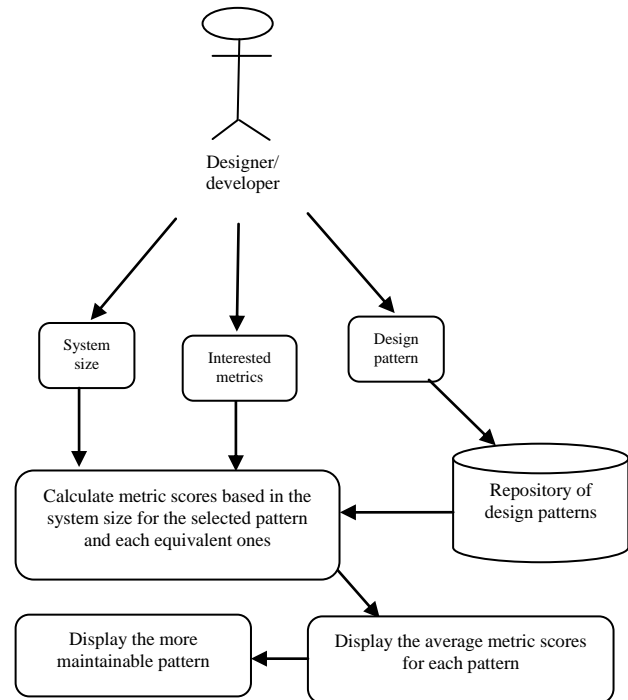 Designer/
developer
System
size
Interested
metrics
Design
pattern
Repository of
design patterns
Calculate metric scores based in the
system size for the selected pattern
and each equivalent ones
Display the more
maintainable pattern
Display the average metric scores
for each pattern